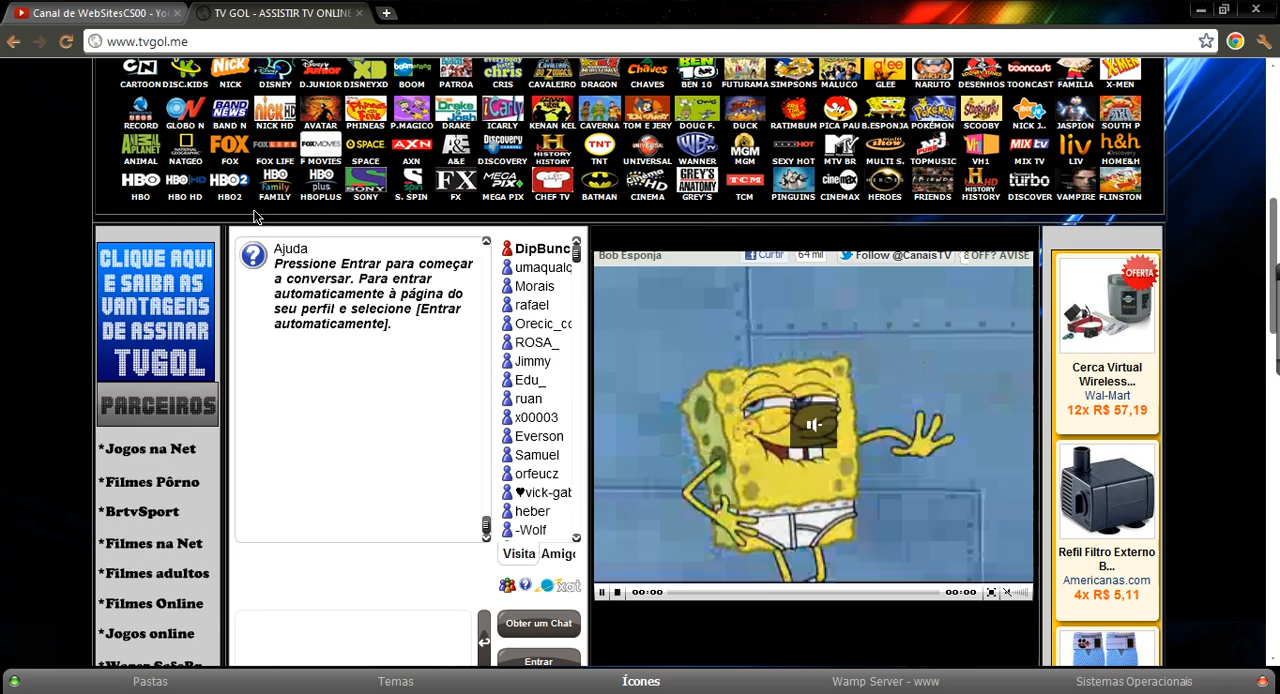 Canal de WebSitesCS00 - Yo
TV GOL - ASSISTIR TV ONLINE
www.tvgol.me
CARTOON DISC.KIDS NICK DISNEY D.JUNIOR DISNEYXD BOOM PATROA CRIS CAVALEIRO DRAGON CHAVES BEN 10 FUTURAMA SIMPSONS MALUCO GLEE NARUTO DESENHOS TOONCAST FAMILIA X-MEN
RECORD GLOBO N BAND N NICK HD AVATAR PHINEAS P.MAGICO DRAKE ICARLY KENAN KEL CAVERNA TOM E JERY DOUG F. DUCK RATIMBUM PICA PAU B.ESPONJA POKÉMON SCOOBY NICK J.. JASPION SOUTH P
ANIMAL NATGEO FOX FOX LIFE F MOVIES SPACE AXN A&E DISCOVERY HISTORY TNT UNIVERSAL WANNER MGM SEXY HOT MTV BR MULTI S. TOPMUSIC VH1 MIX TV LIV HOME&H
HBO HBO HD HBO2 FAMILY HBOPLUS SONY S. SPIN FX MEGA PIX CHEF TV BATMAN CINEMA GREY'S TCM PINGUINS CINEMAX HEROES FRIENDS HISTORY DISCOVER VAMPIRE FLINSTON
CLIQUE AQUI
E SAIBA AS
VANTAGENS
DE ASSINAR
TVGOL
PARCEIROS
*Jogos na Net
*Filmes Pôrno
*BrtvSport
*Filmes na Net
*Filmes adultos
*Filmes Online
*Jogos online
Ajuda
Pressione Entrar para começar
a conversar. Para entrar
automaticamente à página do
seu perfil e selecione [Entrar
automaticamente].
DipBunc
umaqualq
Morais
rafael
Orecic_co
ROSA_
Jimmy
Edu_
ruan
x00003
Everson
Samuel
orfeucz
♥vick-gab
heber
-Wolf
Visita Amigo
xat
Obter um Chat
Entrar
Bob Esponja Curtir 64 mil Follow @CanaisTV OFF? AVISE
00:00 00:00
OFERTA
Cerca Virtual
Wireless...
Wal-Mart
12x R$ 57,19
Refil Filtro Externo
B...
Americanas.com
4x R$ 5,11
Pastas Temas Ícones Wamp Server - www Sistemas Operacionais